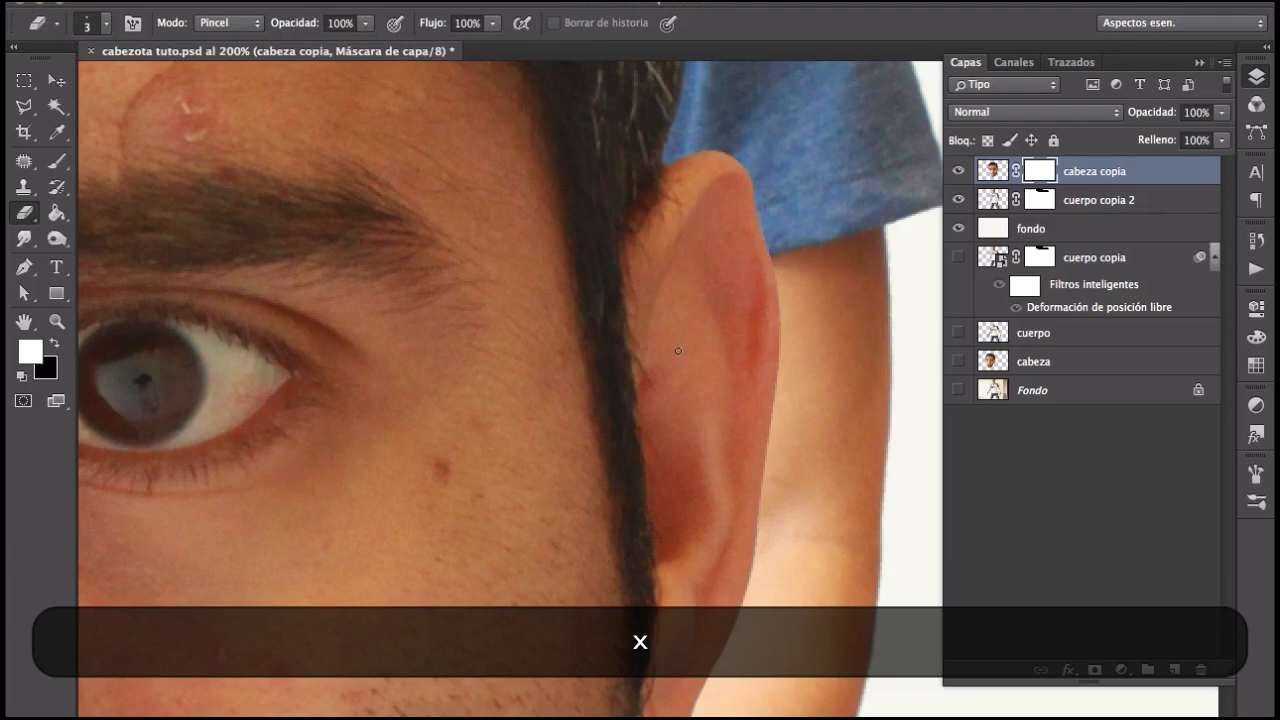 3 Modo: Pincel Opacidad: 100% Flujo: 100% Borrar de historia Aspectos esen.
× cabezota tuto.psd al 200% (cabeza copia, Máscara de capa/8) *
Capas Canales Trazados
Tipo
Normal Opacidad: 100%
Bloq.: Relleno: 100%
cabeza copia
cuerpo copia 2
fondo
cuerpo copia
Filtros inteligentes
Deformación de posición libre
cuerpo
cabeza
Fondo
x